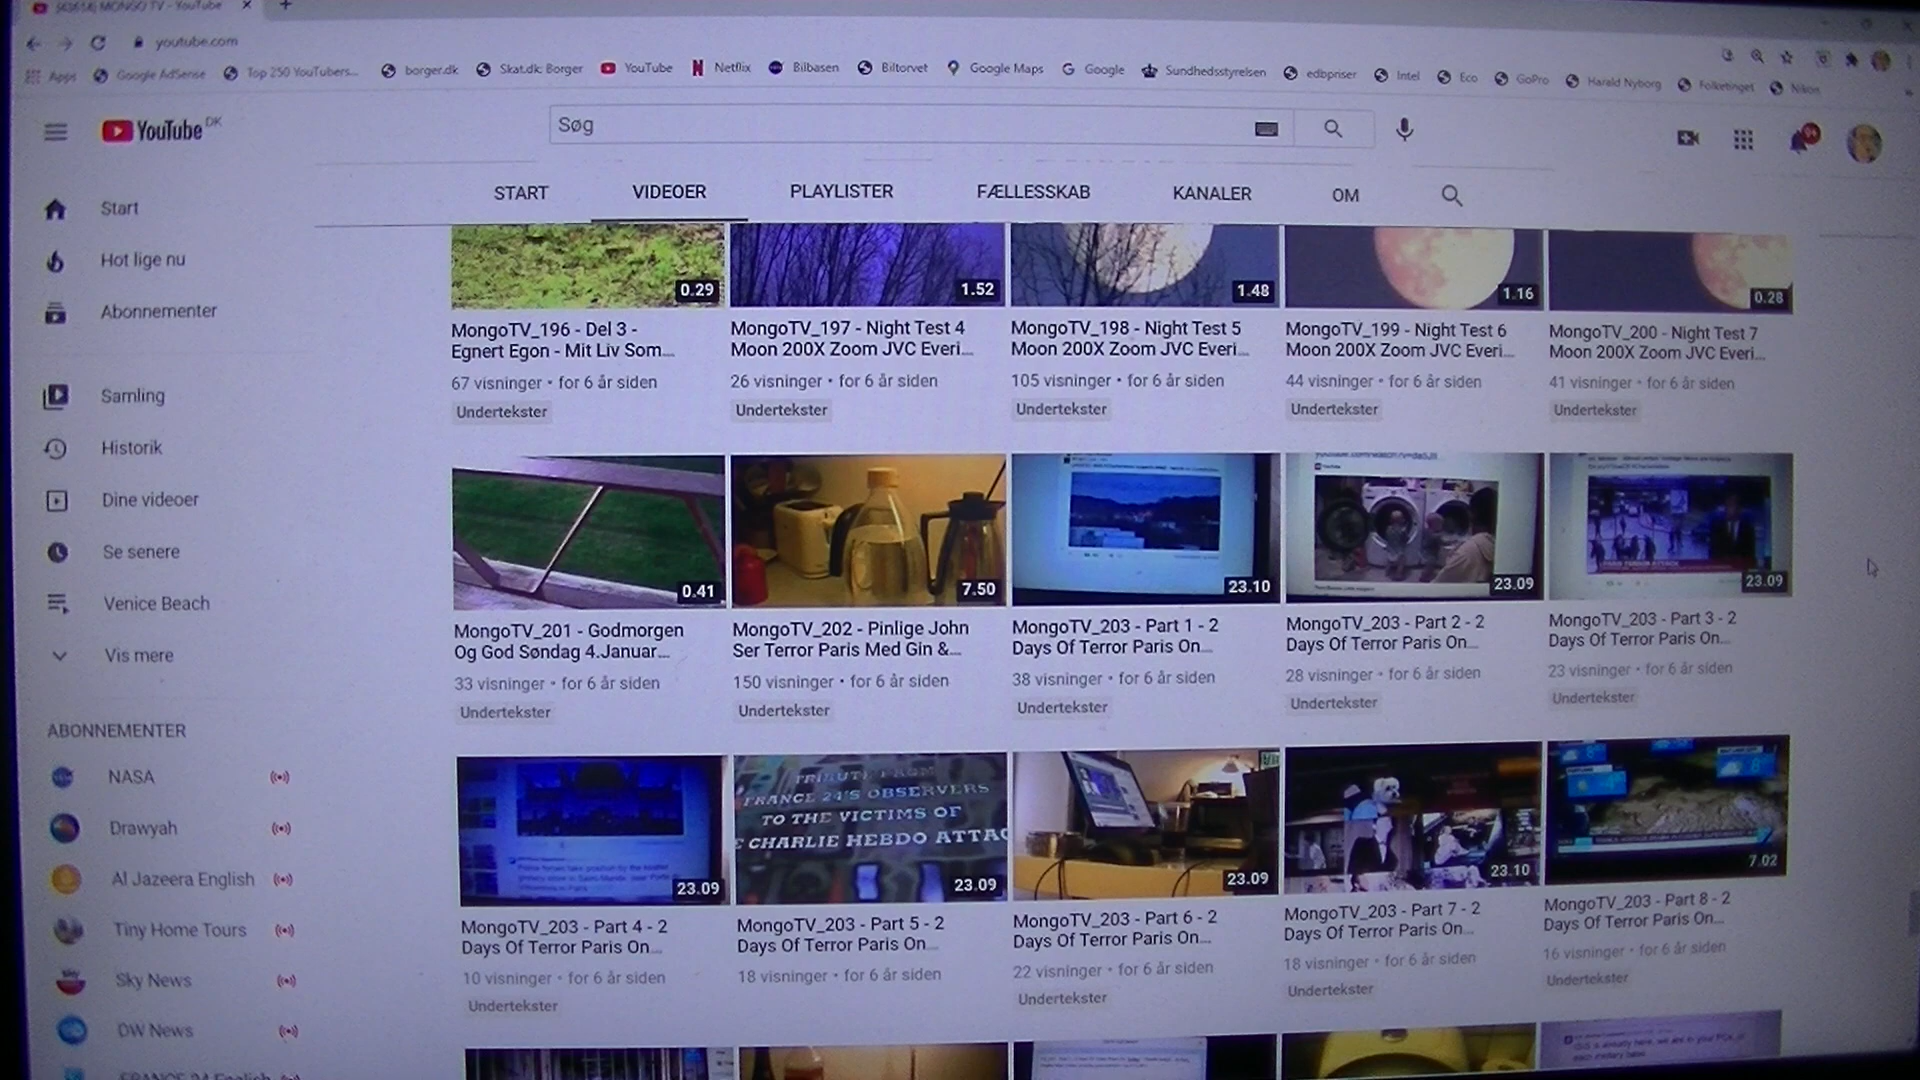 MONGO TV - YouTube
youtube.com
Apps
Google AdSense
Top 250 YouTubers...
borger.dk
Skat.dk: Borger
YouTube
Netflix
Bilbasen
Biltorvet
Google Maps
Google
Sundhedsstyrelsen
edbpriser
Intel
Eco
GoPro
Harald Nyborg
Folketinget
Nikon
YouTube DK
Søg
9+
START
VIDEOER
PLAYLISTER
FÆLLESSKAB
KANALER
OM
Start
Hot lige nu
Abonnementer
Samling
Historik
Dine videoer
Se senere
Venice Beach
Vis mere
ABONNEMENTER
NASA
Drawyah
Al Jazeera English
Tiny Home Tours
Sky News
DW News
FRANCE 24 English
0.29
MongoTV_196 - Del 3 -
Egnert Egon - Mit Liv Som...
67 visninger • for 6 år siden
Undertekster
1.52
MongoTV_197 - Night Test 4
Moon 200X Zoom JVC Everi...
26 visninger • for 6 år siden
Undertekster
1.48
MongoTV_198 - Night Test 5
Moon 200X Zoom JVC Everi...
105 visninger • for 6 år siden
Undertekster
1.16
MongoTV_199 - Night Test 6
Moon 200X Zoom JVC Everi...
44 visninger • for 6 år siden
Undertekster
0.28
MongoTV_200 - Night Test 7
Moon 200X Zoom JVC Everi...
41 visninger • for 6 år siden
Undertekster
0.41
MongoTV_201 - Godmorgen
Og God Søndag 4.Januar...
33 visninger • for 6 år siden
Undertekster
7.50
MongoTV_202 - Pinlige John
Ser Terror Paris Med Gin &...
150 visninger • for 6 år siden
Undertekster
23.10
MongoTV_203 - Part 1 - 2
Days Of Terror Paris On...
38 visninger • for 6 år siden
Undertekster
23.09
MongoTV_203 - Part 2 - 2
Days Of Terror Paris On...
28 visninger • for 6 år siden
Undertekster
23.09
MongoTV_203 - Part 3 - 2
Days Of Terror Paris On...
23 visninger • for 6 år siden
Undertekster
23.09
MongoTV_203 - Part 4 - 2
Days Of Terror Paris On...
10 visninger • for 6 år siden
Undertekster
TRIBUTE FROM
FRANCE 24'S OBSERVERS
TO THE VICTIMS OF
CHARLIE HEBDO ATTAC
23.09
MongoTV_203 - Part 5 - 2
Days Of Terror Paris On...
18 visninger • for 6 år siden
23.09
MongoTV_203 - Part 6 - 2
Days Of Terror Paris On...
22 visninger • for 6 år siden
Undertekster
23.10
MongoTV_203 - Part 7 - 2
Days Of Terror Paris On...
18 visninger • for 6 år siden
Undertekster
7.02
MongoTV_203 - Part 8 - 2
Days Of Terror Paris On...
16 visninger • for 6 år siden
Undertekster